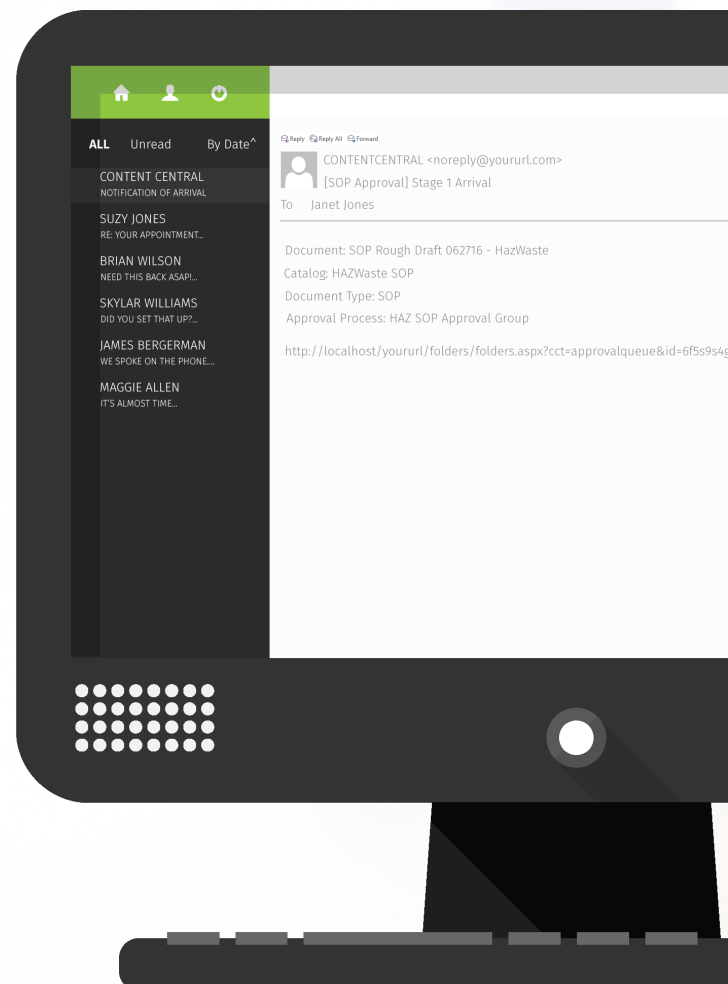 ALL Unread By Date^
CONTENT CENTRAL
NOTIFICATION OF ARRIVAL
SUZY JONES
RE: YOUR APPOINTMENT...
BRIAN WILSON
NEED THIS BACK ASAP!...
SKYLAR WILLIAMS
DID YOU SET THAT UP?...
JAMES BERGERMAN
WE SPOKE ON THE PHONE....
MAGGIE ALLEN
IT'S ALMOST TIME...
Reply Reply All Forward
CONTENTCENTRAL <noreply@yoururl.com>
[SOP Approval] Stage 1 Arrival
To Janet Jones
Document: SOP Rough Draft 062716 - HazWaste
Catalog: HAZWaste SOP
Document Type: SOP
Approval Process: HAZ SOP Approval Group
http://localhost/yoururl/folders/folders.aspx?cct=approvalqueue&id=6f5s9s4g